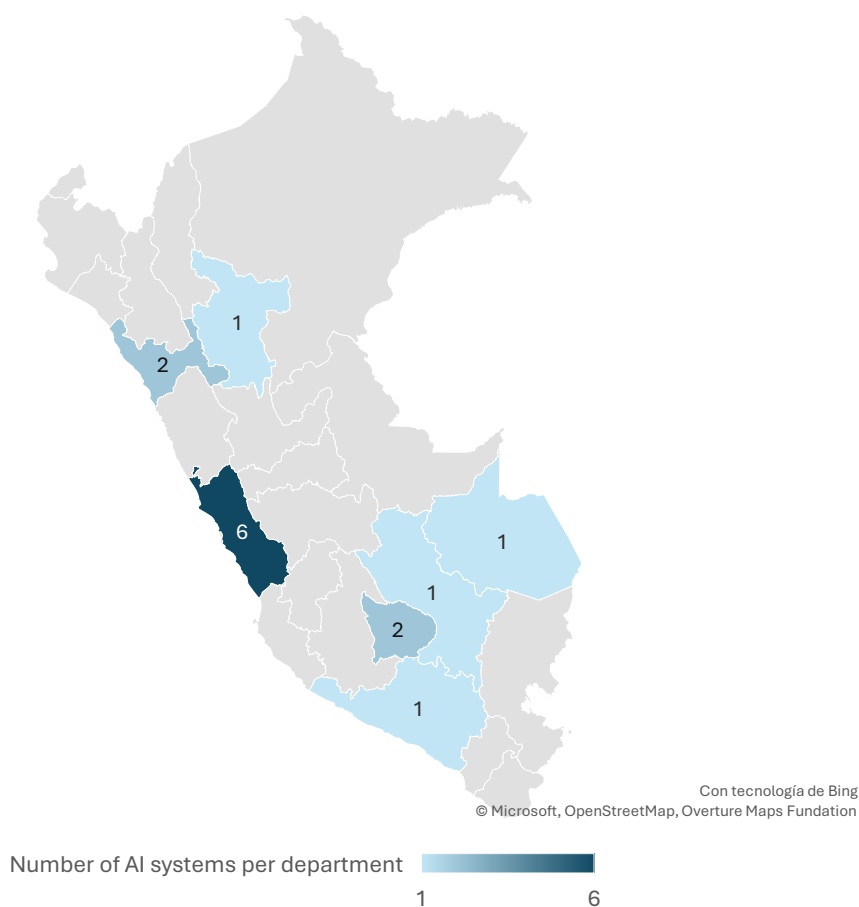 1
2
6
1
1
2
1
Con tecnología de Bing
© Microsoft, OpenStreetMap, Overture Maps Fundation
Number of AI systems per department
1 6